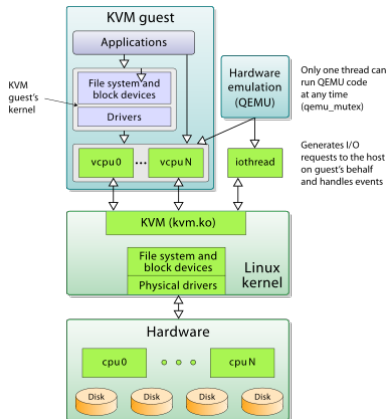 KVM guest
Applications
KVM
guest's
kernel
File system and
block devices
Drivers
vcpu0
...
vcpuN
Hardware
emulation
(QEMU)
Only one thread can
run QEMU code
at any time
(qemu_mutex)
iothread
Generates I/O
requests to the host
on guest's behalf
and handles events
KVM (kvm.ko)
File system and
block devices
Physical drivers
Linux
kernel
Hardware
cpu0
cpuN
Disk
Disk
Disk
Disk